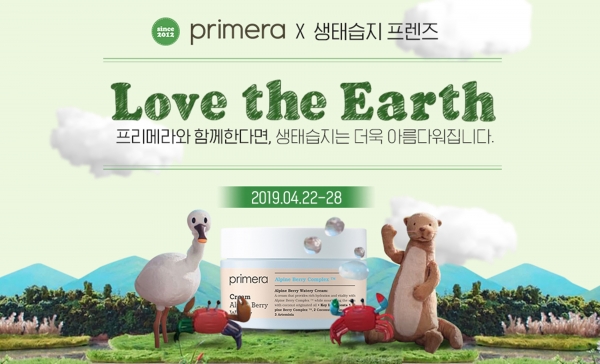 since 2012
primera X 생태습지 프렌즈
Love the Earth
프리메라와 함께한다면, 생태습지는 더욱 아름다워집니다.
2019.04.22-28
primera
Cream
Alpine Berry Complex.™
Alpine Berry Watery Cream